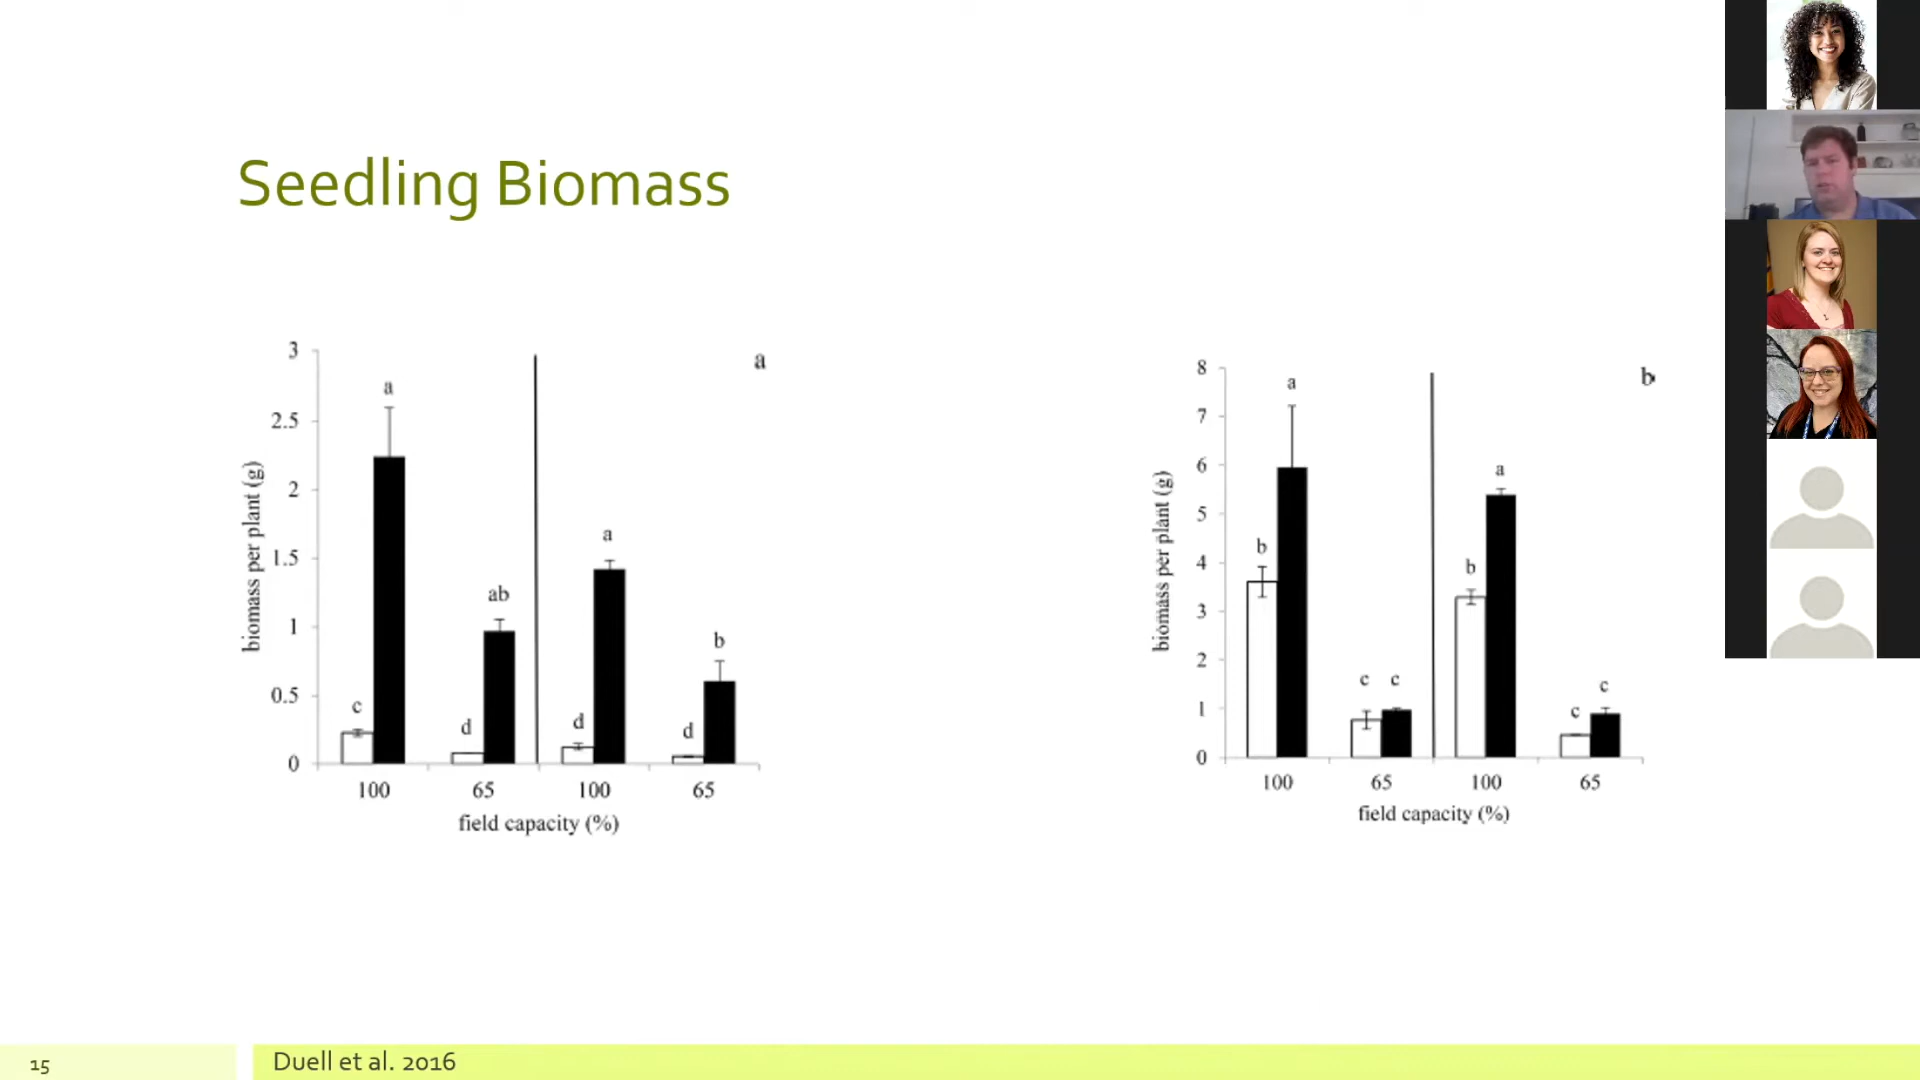 Seedling Biomass
a
3
2.5
2
1.5
1
0.5
0
biomass per plant (g)
a
ab
a
b
c
d
d
d
100 65 100 65
field capacity (%)
b
8
7
6
5
4
3
2
1
0
biomass per plant (g)
a
a
b
b
c c
c
c
100 65 100 65
field capacity (%)
15
Duell et al. 2016